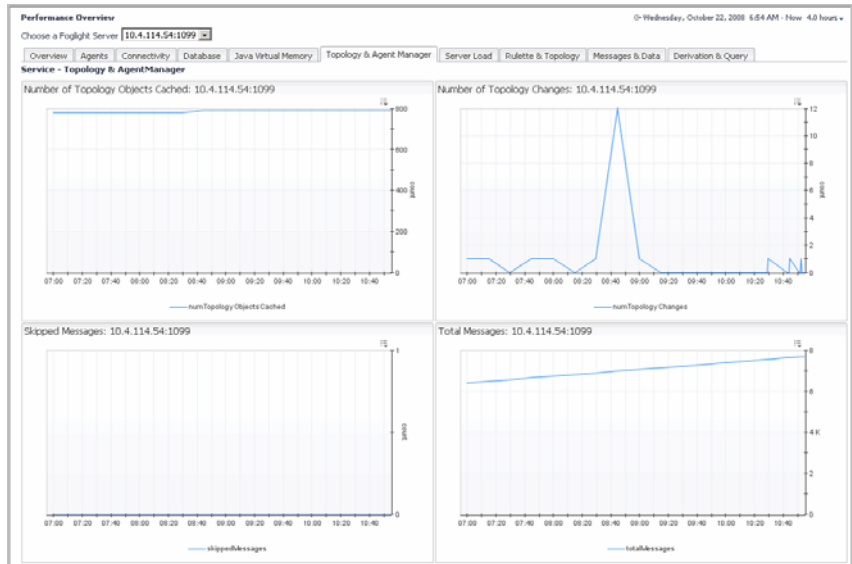 Performance Overview
Wednesday, October 22, 2008 6:54 AM - Now 4.0 hours
Choose a Foglight Server 10.4.114.54:1099
Overview Agents Connectivity Database Java Virtual Memory Topology & Agent Manager Server Load Rulette & Topology Messages & Data Derivation & Query
Service - Topology & AgentManager
Number of Topology Objects Cached: 10.4.114.54:1099
800
600
400
200
0
count
07:00 07:20 07:40 08:00 08:20 08:40 09:00 09:20 09:40 10:00 10:20 10:40
numTopologyObjectsCached
Number of Topology Changes: 10.4.114.54:1099
12
10
8
6
4
2
0
count
07:00 07:20 07:40 08:00 08:20 08:40 09:00 09:20 09:40 10:00 10:20 10:40
numTopologyChanges
Skipped Messages: 10.4.114.54:1099
1
0
count
07:00 07:20 07:40 08:00 08:20 08:40 09:00 09:20 09:40 10:00 10:20 10:40
skippedMessages
Total Messages: 10.4.114.54:1099
8
6
4 K
2
0
07:00 07:20 07:40 08:00 08:20 08:40 09:00 09:20 09:40 10:00 10:20 10:40
totalMessages